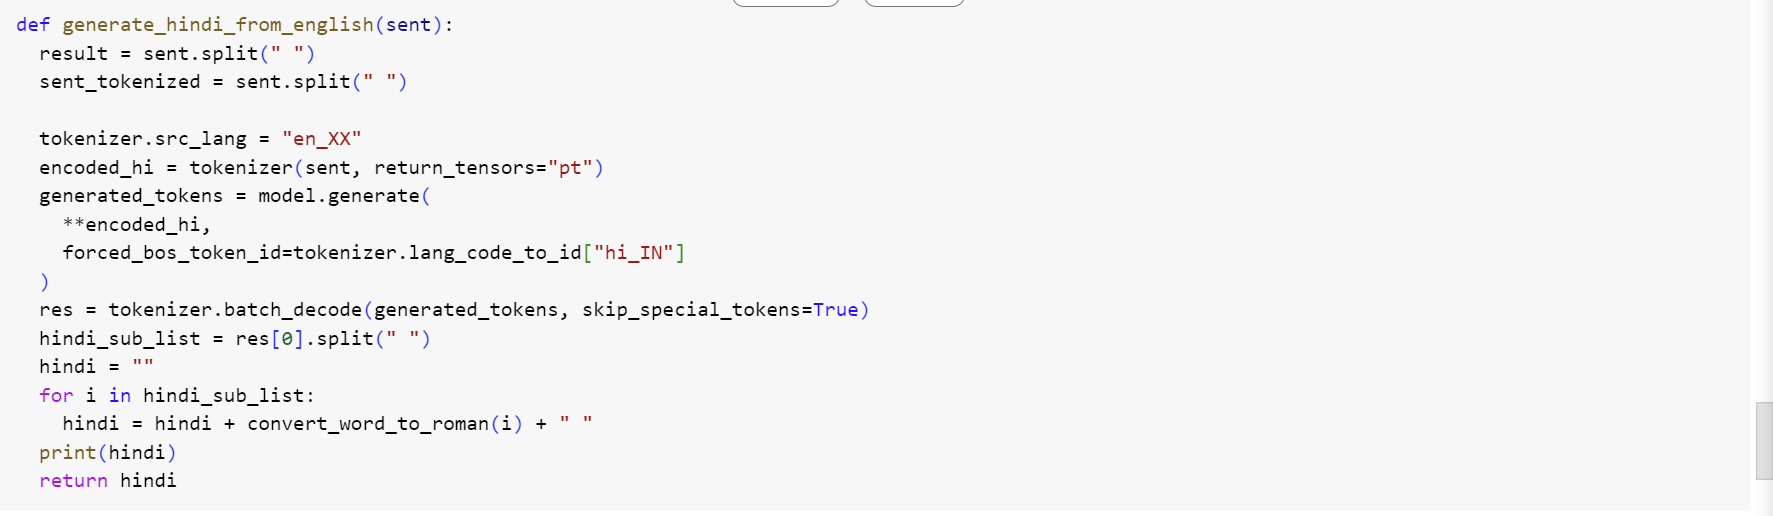 def generate_hindi_from_english(sent):
  result = sent.split(" ")
  sent_tokenized = sent.split(" ")

  tokenizer.src_lang = "en_XX"
  encoded_hi = tokenizer(sent, return_tensors="pt")
  generated_tokens = model.generate(
    **encoded_hi,
    forced_bos_token_id=tokenizer.lang_code_to_id["hi_IN"]
  )
  res = tokenizer.batch_decode(generated_tokens, skip_special_tokens=True)
  hindi_sub_list = res[0].split(" ")
  hindi = ""
  for i in hindi_sub_list:
    hindi = hindi + convert_word_to_roman(i) + " "
  print(hindi)
  return hindi